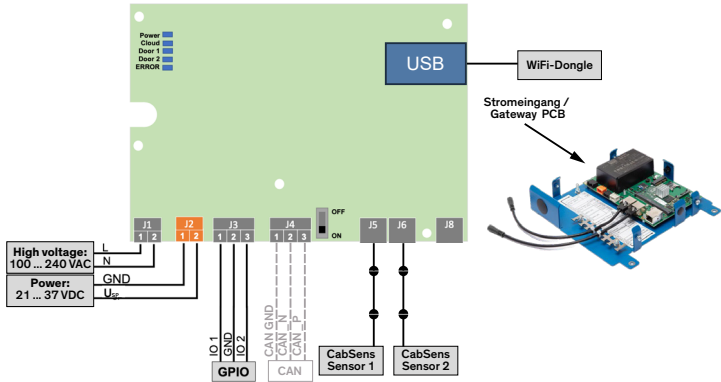 Power
Cloud
Door 1
Door 2
ERROR
USB
WiFi-Dongle
Stromeingang /
Gateway PCB
J1
1 2
J2
1 2
J3
1 2 3
J4
1 2 3
OFF
ON
J5
J6
J8
High voltage:
100 ... 240 VAC
L
N
Power:
21 ... 37 VDC
GND
USP
IO 1
GND
IO 2
GPIO
CAN GND
CAN_N
CAN_P
CAN
CabSens
Sensor 1
CabSens
Sensor 2